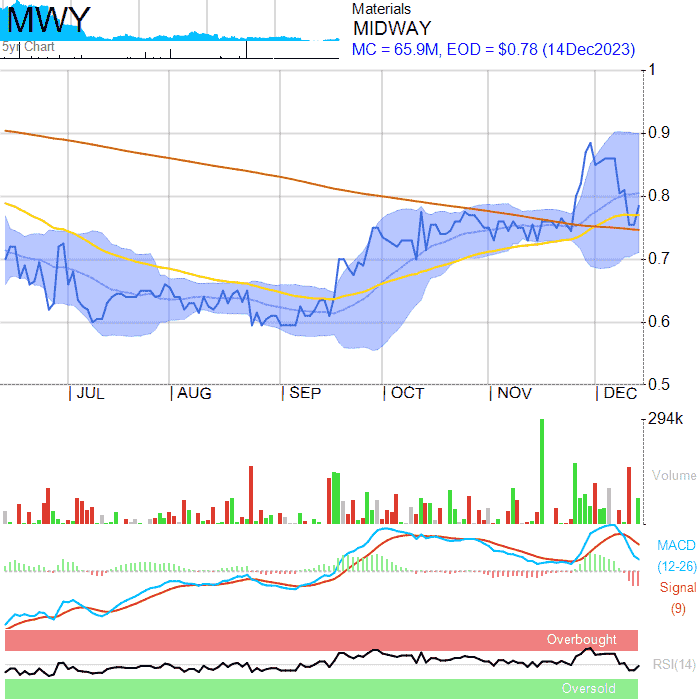 MWY
5yr Chart
Materials
MIDWAY
MC = 65.9M, EOD = $0.78 (14Dec2023)
1
0.9
0.8
0.7
0.6
0.5
JUL AUG SEP OCT NOV DEC
294k
Volume
MACD
(12-26)
Signal
(9)
Overbought
RSI(14)
Oversold